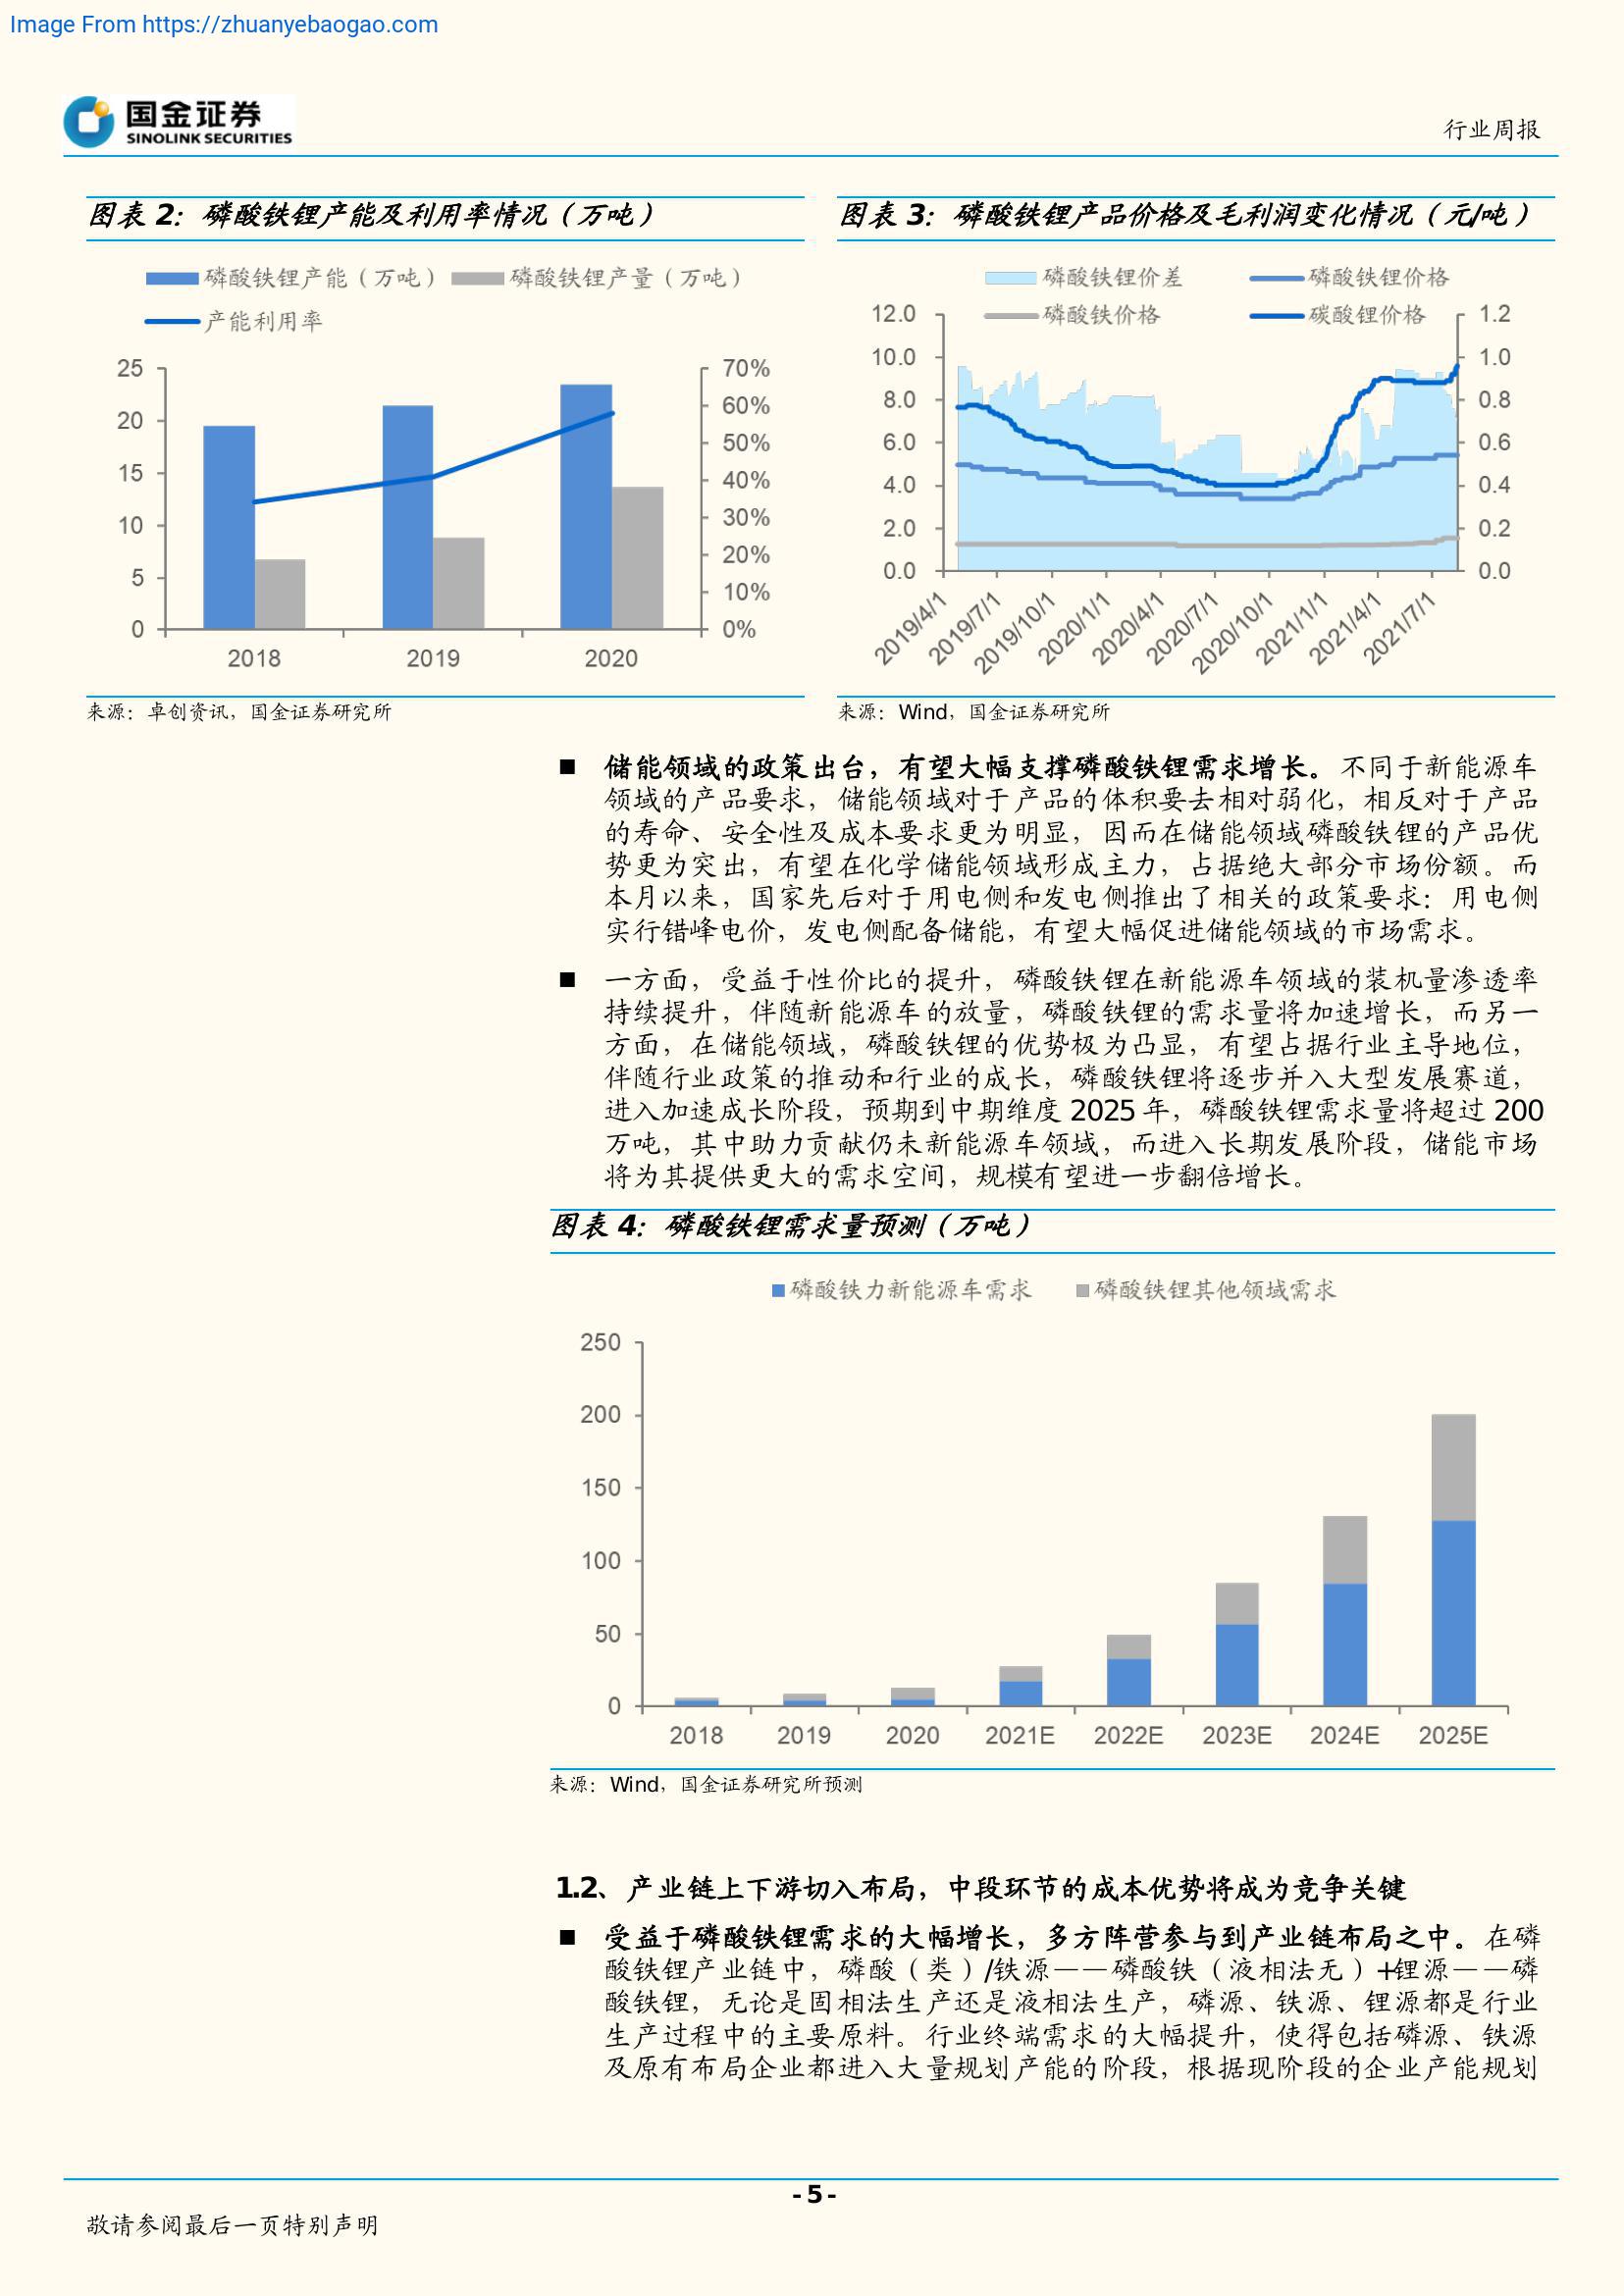 Image From https://zhuanyebaogao.com
国金证券
SINOLINK SECURITIES
行业周报
图表 2：磷酸铁锂产能及利用率情况（万吨）
磷酸铁锂产能（万吨） 磷酸铁锂产量（万吨）
产能利用率
25 70%
60%
20
50%
15 40%
10 30%
20%
5
10%
0 0%
2018 2019 2020
来源：卓创资讯，国金证券研究所
图表 3：磷酸铁锂产品价格及毛利润变化情况（元/吨）
磷酸铁锂价差 磷酸铁锂价格
磷酸铁价格 碳酸锂价格
12.0 1.2
10.0 1.0
8.0 0.8
6.0 0.6
4.0 0.4
2.0 0.2
0.0 0.0
2019/4/1 2019/7/1 2019/10/1 2020/1/1 2020/4/1 2020/7/1 2020/10/1 2021/1/1 2021/4/1 2021/7/1
来源：Wind，国金证券研究所
■ 储能领域的政策出台，有望大幅支撑磷酸铁锂需求增长。不同于新能源车
领域的产品要求，储能领域对于产品的体积要去相对弱化，相反对于产品
的寿命、安全性及成本要求更为明显，因而在储能领域磷酸铁锂的产品优
势更为突出，有望在化学储能领域形成主力，占据绝大部分市场份额。而
本月以来，国家先后对于用电侧和发电侧推出了相关的政策要求：用电侧
实行错峰电价，发电侧配备储能，有望大幅促进储能领域的市场需求。
■ 一方面，受益于性价比的提升，磷酸铁锂在新能源车领域的装机量渗透率
持续提升，伴随新能源车的放量，磷酸铁锂的需求量将加速增长，而另一
方面，在储能领域，磷酸铁锂的优势极为凸显，有望占据行业主导地位，
伴随行业政策的推动和行业的成长，磷酸铁锂将逐步并入大型发展赛道，
进入加速成长阶段，预期到中期维度 2025 年，磷酸铁锂需求量将超过 200
万吨，其中助力贡献仍未新能源车领域，而进入长期发展阶段，储能市场
将为其提供更大的需求空间，规模有望进一步翻倍增长。
图表 4：磷酸铁锂需求量预测（万吨）
磷酸铁力新能源车需求 磷酸铁锂其他领域需求
250
200
150
100
50
0
2018 2019 2020 2021E 2022E 2023E 2024E 2025E
来源：Wind，国金证券研究所预测
1.2、产业链上下游切入布局，中段环节的成本优势将成为竞争关键
■ 受益于磷酸铁锂需求的大幅增长，多方阵营参与到产业链布局之中。在磷
酸铁锂产业链中，磷酸（类）/铁源——磷酸铁（液相法无）+锂源——磷
酸铁锂，无论是固相法生产还是液相法生产，磷源、铁源、锂源都是行业
生产过程中的主要原料。行业终端需求的大幅提升，使得包括磷源、铁源
及原有布局企业都进入大量规划产能的阶段，根据现阶段的企业产能规划
- 5 -
敬请参阅最后一页特别声明